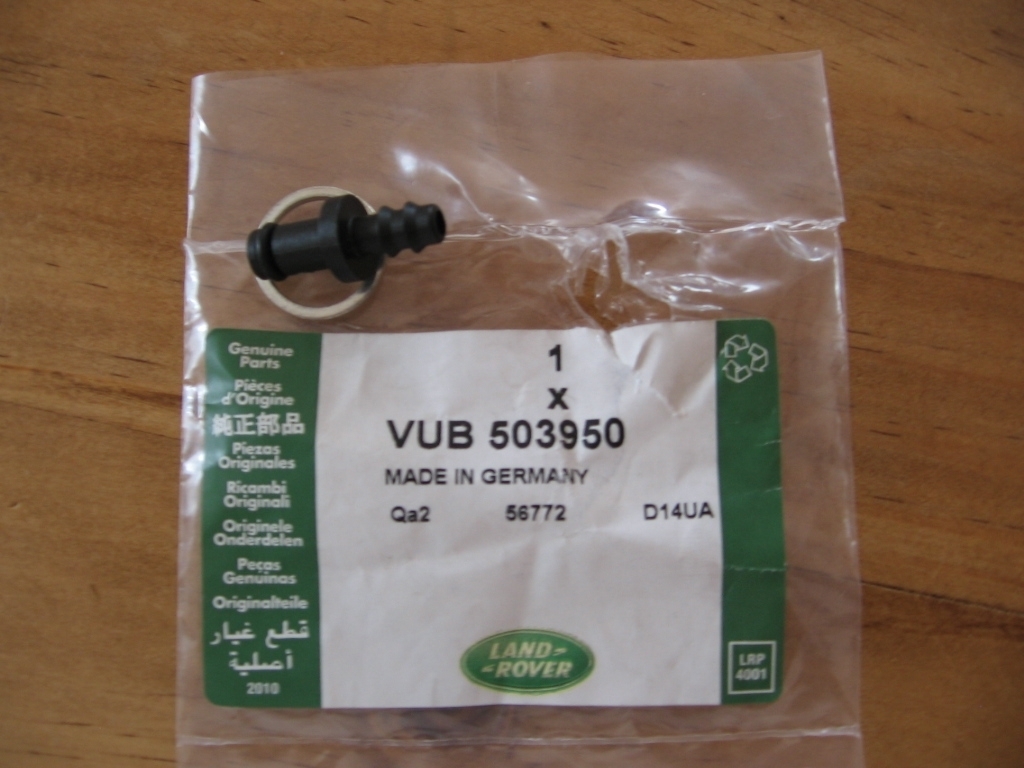 Genuine
Parts
Pièces
d'Origine
純正部品
Piezas
Originales
Ricambi
Originali
Originele
Onderdelen
Peças
Genuinas
Originalteile
قطع غيار
أصلية
2010
1
x
VUB 503950
MADE IN GERMANY
Qa2 56772 D14UA
LAND-
-ROVER
LRP
4001